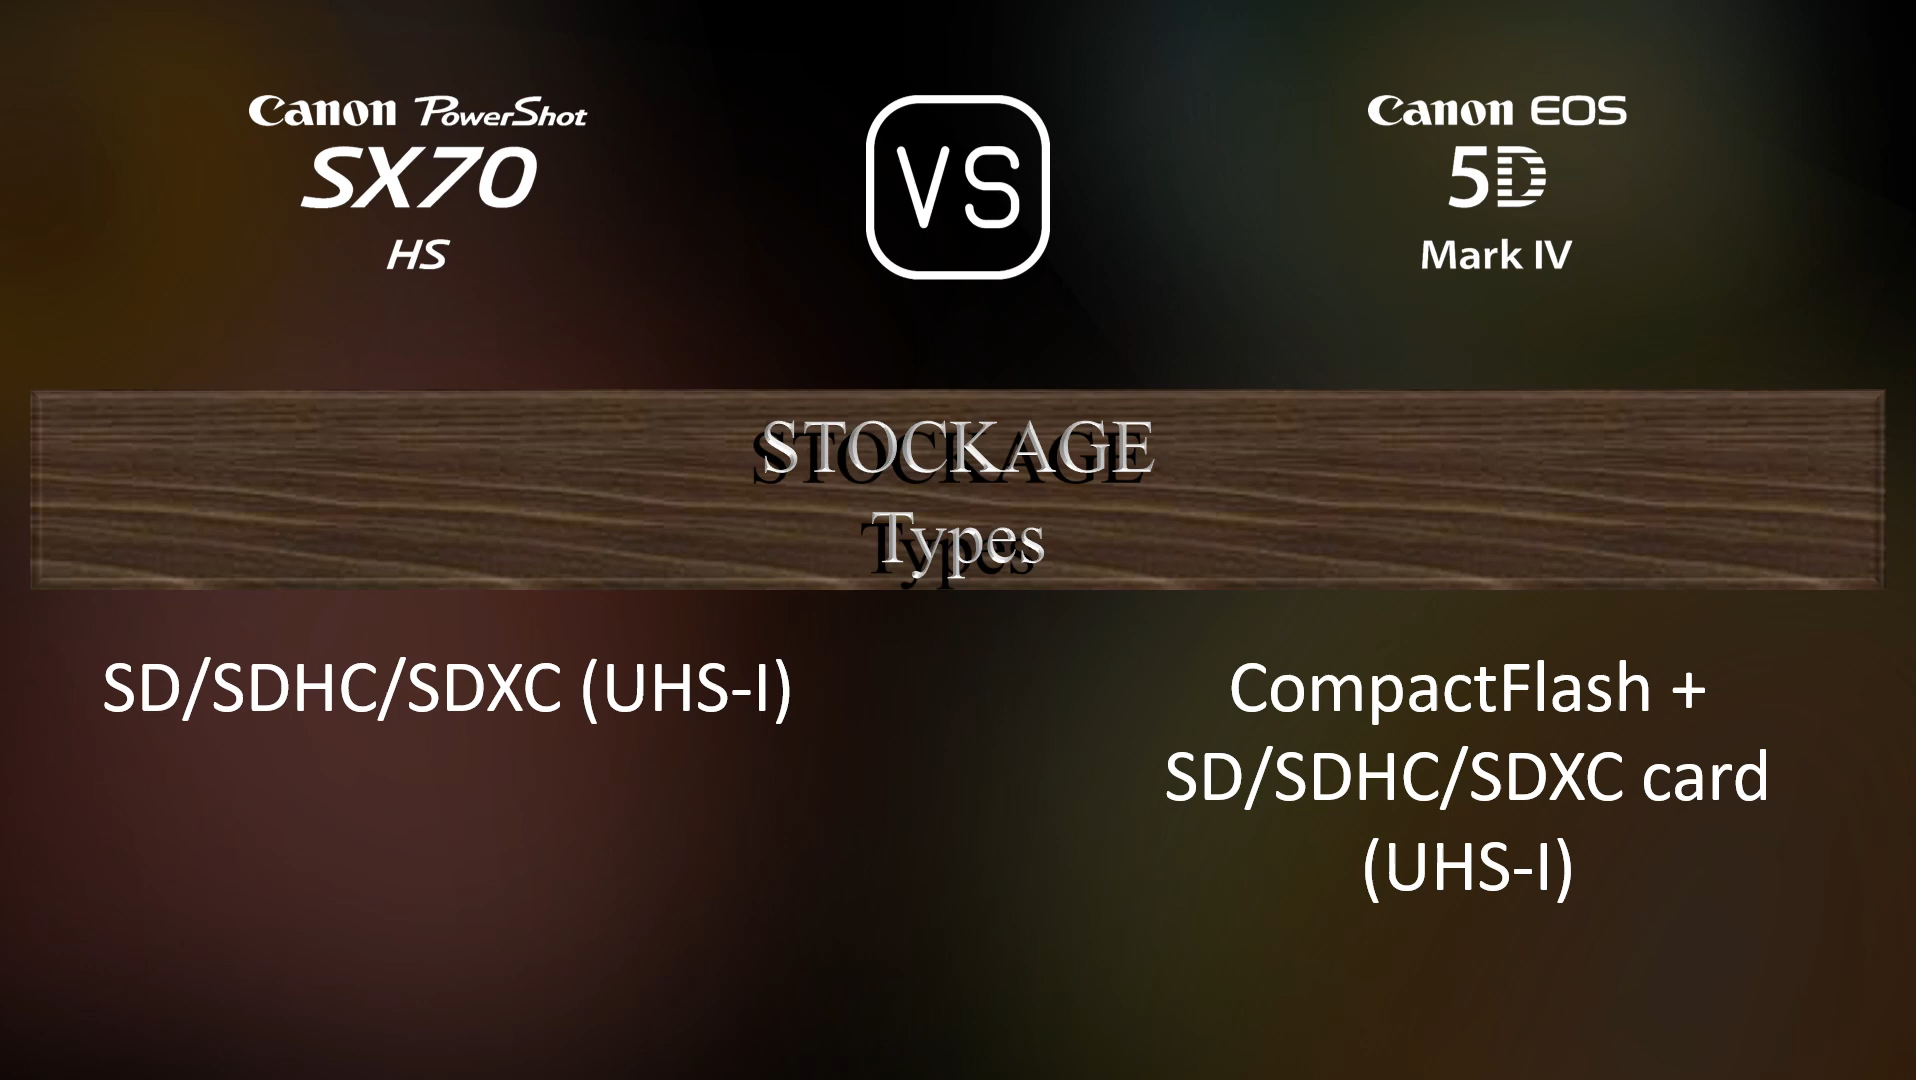 Canon PowerShot
SX70
HS
VS
Canon EOS
5D
Mark IV
STOCKAGE
Types
SD/SDHC/SDXC (UHS-I)
CompactFlash +
SD/SDHC/SDXC card
(UHS-I)